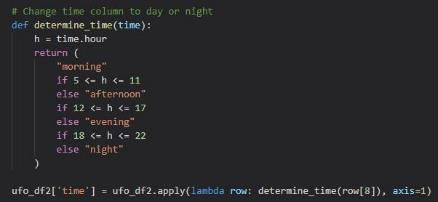 # Change time column to day or night
def determine_time(time):
    h = time.hour
    return (
        "morning"
        if 5 <= h <= 11
        else "afternoon"
        if 12 <= h <= 17
        else "evening"
        if 18 <= h <= 22
        else "night"
    )
ufo_df2['time'] = ufo_df2.apply(lambda row: determine_time(row[8]), axis=1)